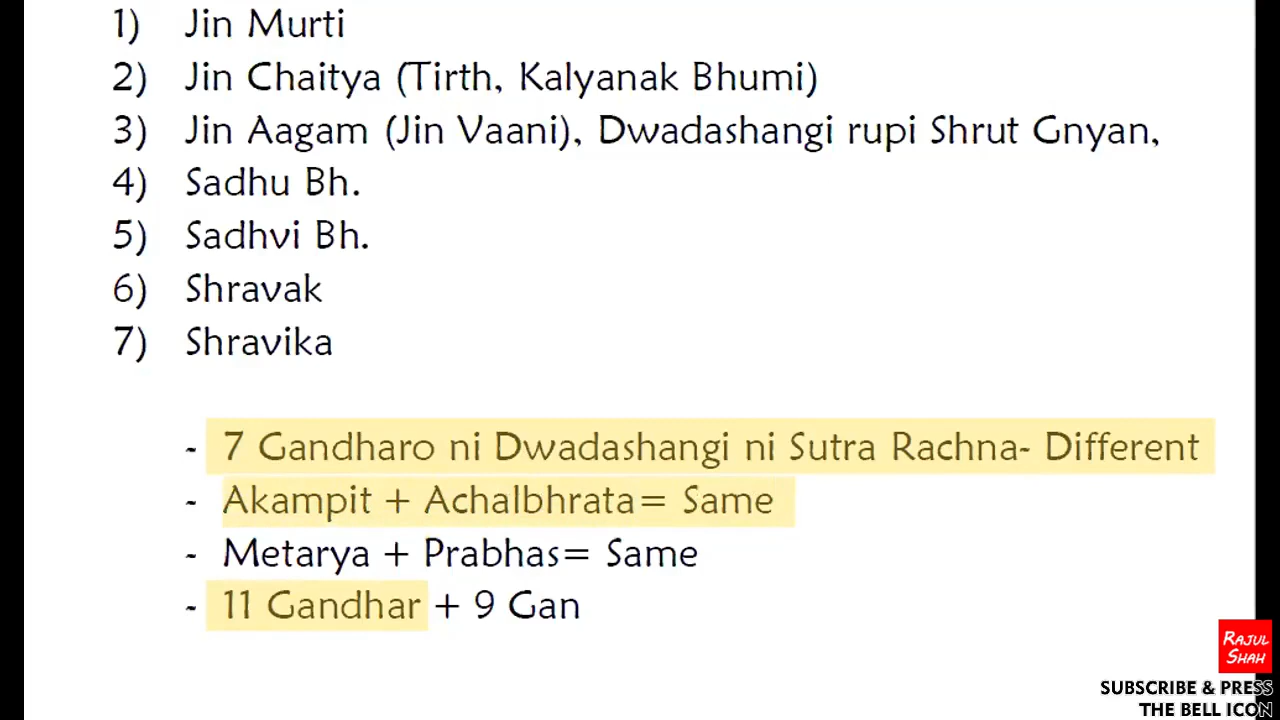 1) Jin Murti
2) Jin Chaitya (Tirth, Kalyanak Bhumi)
3) Jin Aagam (Jin Vaani), Dwadashangi rupi Shrut Gnyan,
4) Sadhu Bh.
5) Sadhvi Bh.
6) Shravak
7) Shravika
- 7 Gandharo ni Dwadashangi ni Sutra Rachna- Different
- Akampit + Achalbhrata= Same
- Metarya + Prabhas= Same
- 11 Gandhar + 9 Gan
RAJUL
SHAH
SUBSCRIBE & PRESS
THE BELL ICON